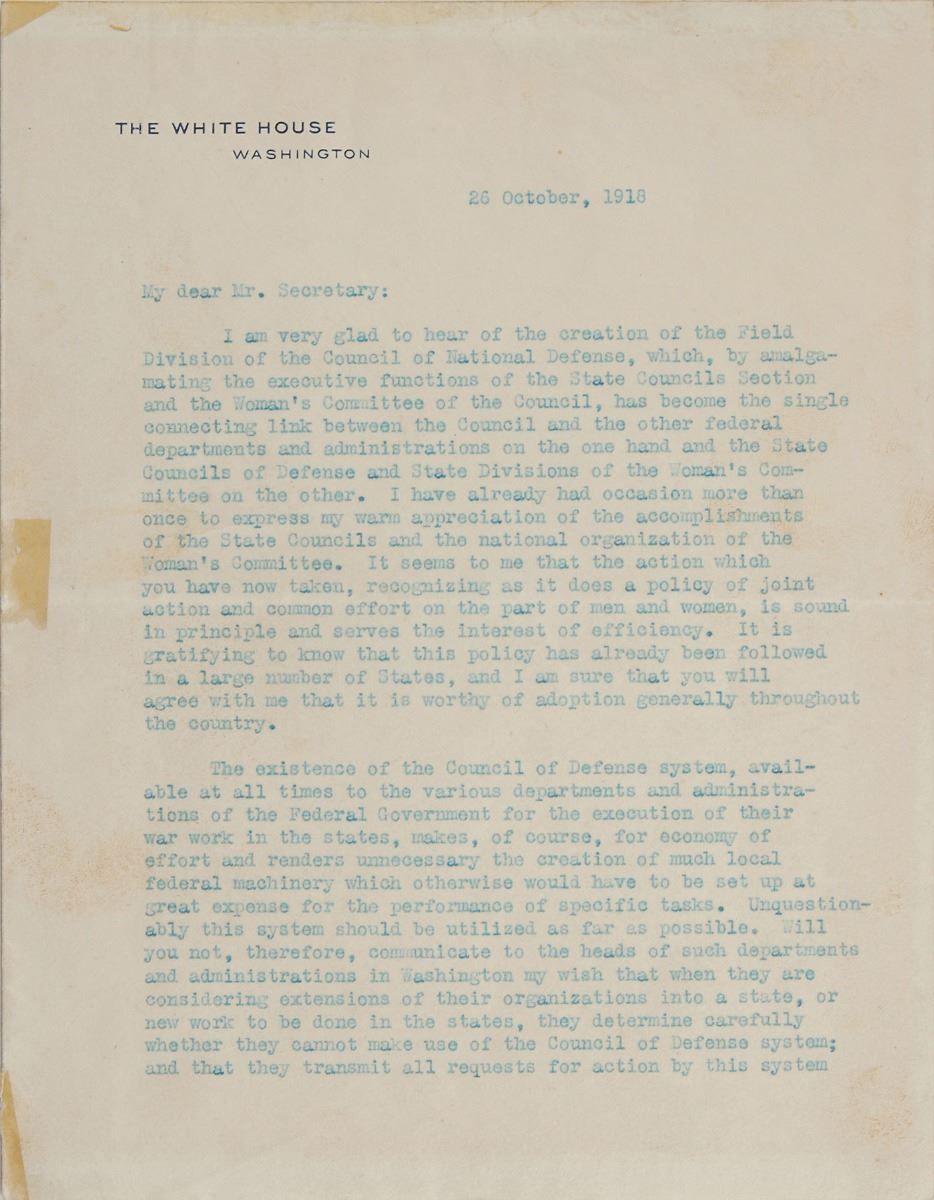 THE WHITE HOUSE
WASHINGTON
26 October, 1918
My dear Mr. Secretary:
I am very glad to hear of the creation of the Field
Division of the Council of National Defense, which, by amalga-
mating the executive functions of the State Councils Section
and the Woman's Committee of the Council, has become the single
connecting link between the Council and the other federal
departments and administrations on the one hand and the State
Councils of Defense and State Divisions of the Woman's Com-
mittee on the other. I have already had occasion more than
once to express my warm appreciation of the accomplishments
of the State Councils and the national organization of the
Woman's Committee. It seems to me that the action which
you have now taken, recognizing as it does a policy of joint
action and common effort on the part of men and women, is sound
in principle and serves the interest of efficiency. It is
gratifying to know that this policy has already been followed
in a large number of States, and I am sure that you will
agree with me that it is worthy of adoption generally throughout
the country.
The existence of the Council of Defense system, avail-
able at all times to the various departments and administra-
tions of the Federal Government for the execution of their
war work in the states, makes, of course, for economy of
effort and renders unnecessary the creation of much local
federal machinery which otherwise would have to be set up at
great expense for the performance of specific tasks. Unquestion-
ably this system should be utilized as far as possible. Will
you not, therefore, communicate to the heads of such departments
and administrations in Washington my wish that when they are
considering extensions of their organizations into a state, or
new work to be done in the states, they determine carefully
whether they cannot make use of the Council of Defense system;
and that they transmit all requests for action by this system